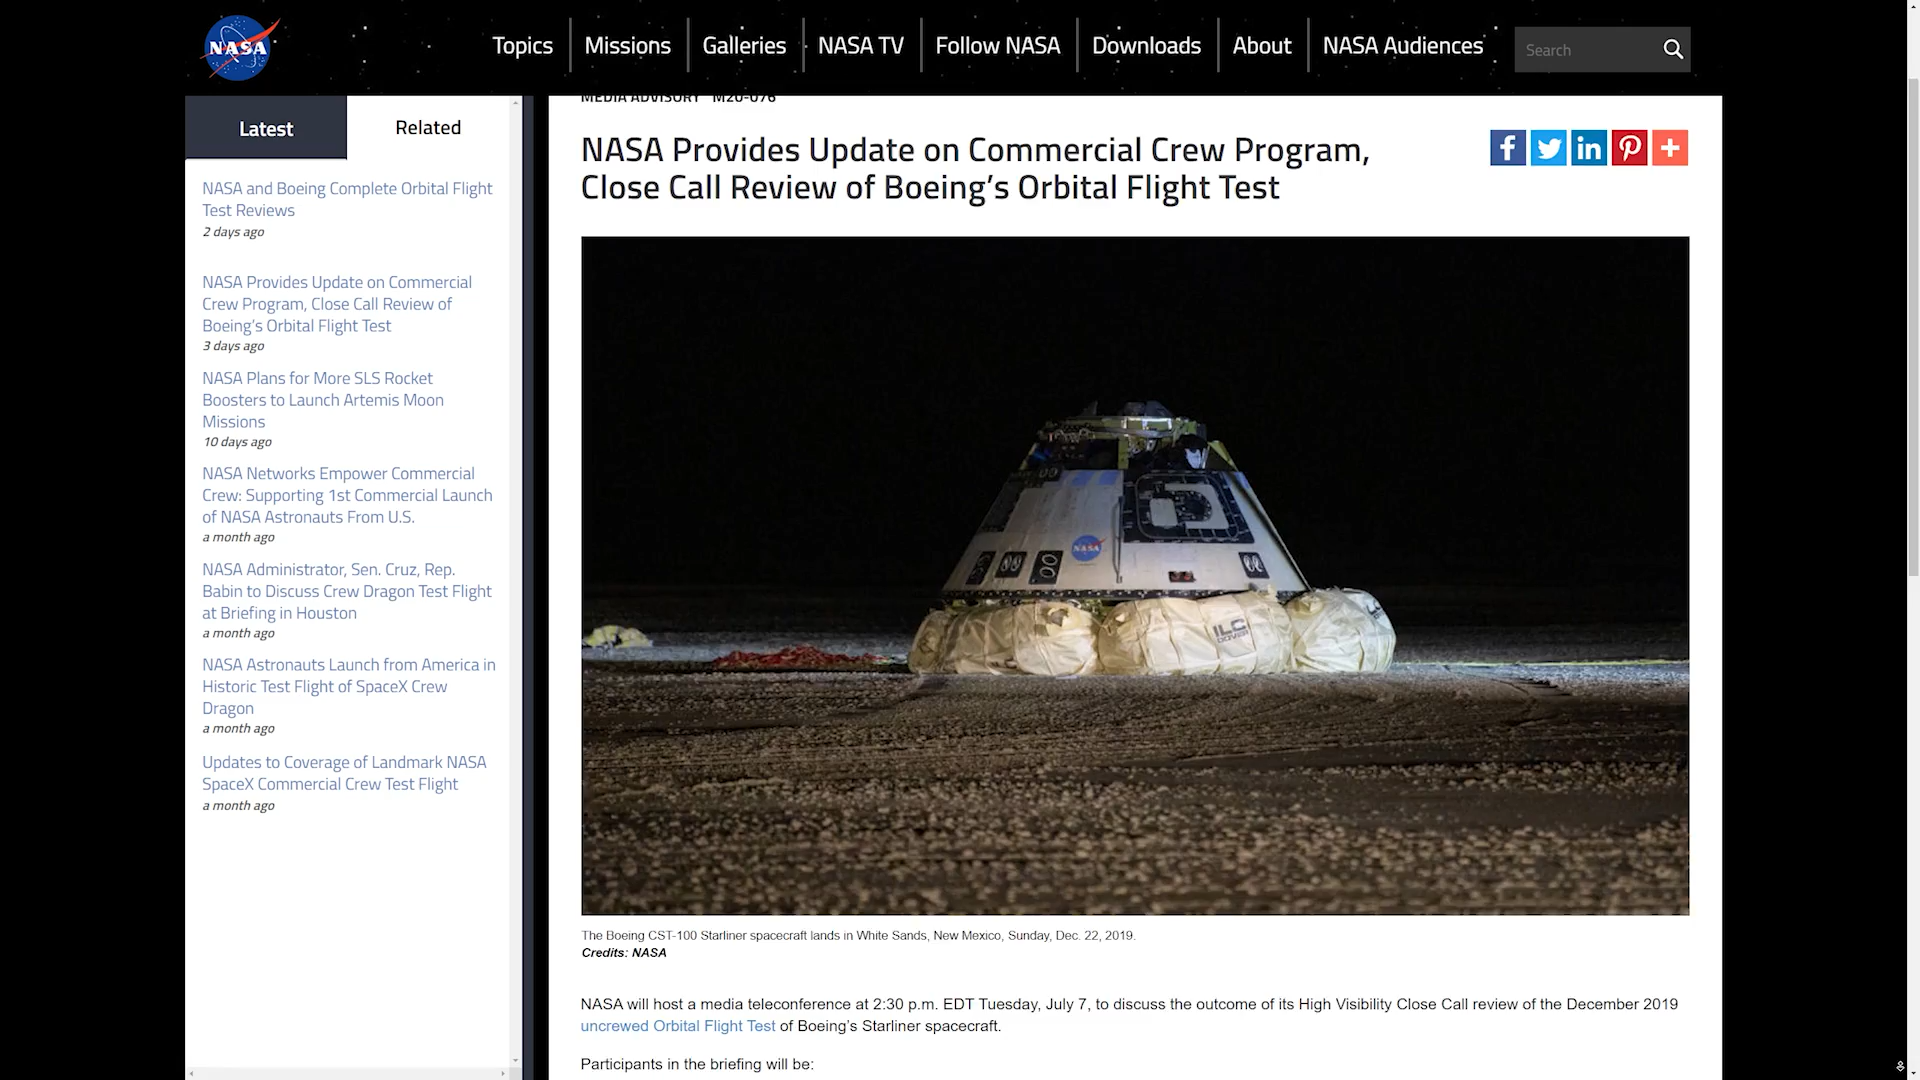 NASA
Topics
Missions
Galleries
NASA TV
Follow NASA
Downloads
About
NASA Audiences
Search
Latest
Related
NASA and Boeing Complete Orbital Flight
Test Reviews
2 days ago
NASA Provides Update on Commercial
Crew Program, Close Call Review of
Boeing’s Orbital Flight Test
3 days ago
NASA Plans for More SLS Rocket
Boosters to Launch Artemis Moon
Missions
10 days ago
NASA Networks Empower Commercial
Crew: Supporting 1st Commercial Launch
of NASA Astronauts From U.S.
a month ago
NASA Administrator, Sen. Cruz, Rep.
Babin to Discuss Crew Dragon Test Flight
at Briefing in Houston
a month ago
NASA Astronauts Launch from America in
Historic Test Flight of SpaceX Crew
Dragon
a month ago
Updates to Coverage of Landmark NASA
SpaceX Commercial Crew Test Flight
a month ago
MEDIA ADVISORY M20-076
NASA Provides Update on Commercial Crew Program,
Close Call Review of Boeing’s Orbital Flight Test
NASA
ILC
DOVER
The Boeing CST-100 Starliner spacecraft lands in White Sands, New Mexico, Sunday, Dec. 22, 2019.
Credits: NASA
NASA will host a media teleconference at 2:30 p.m. EDT Tuesday, July 7, to discuss the outcome of its High Visibility Close Call review of the December 2019
uncrewed Orbital Flight Test of Boeing’s Starliner spacecraft.
Participants in the briefing will be: